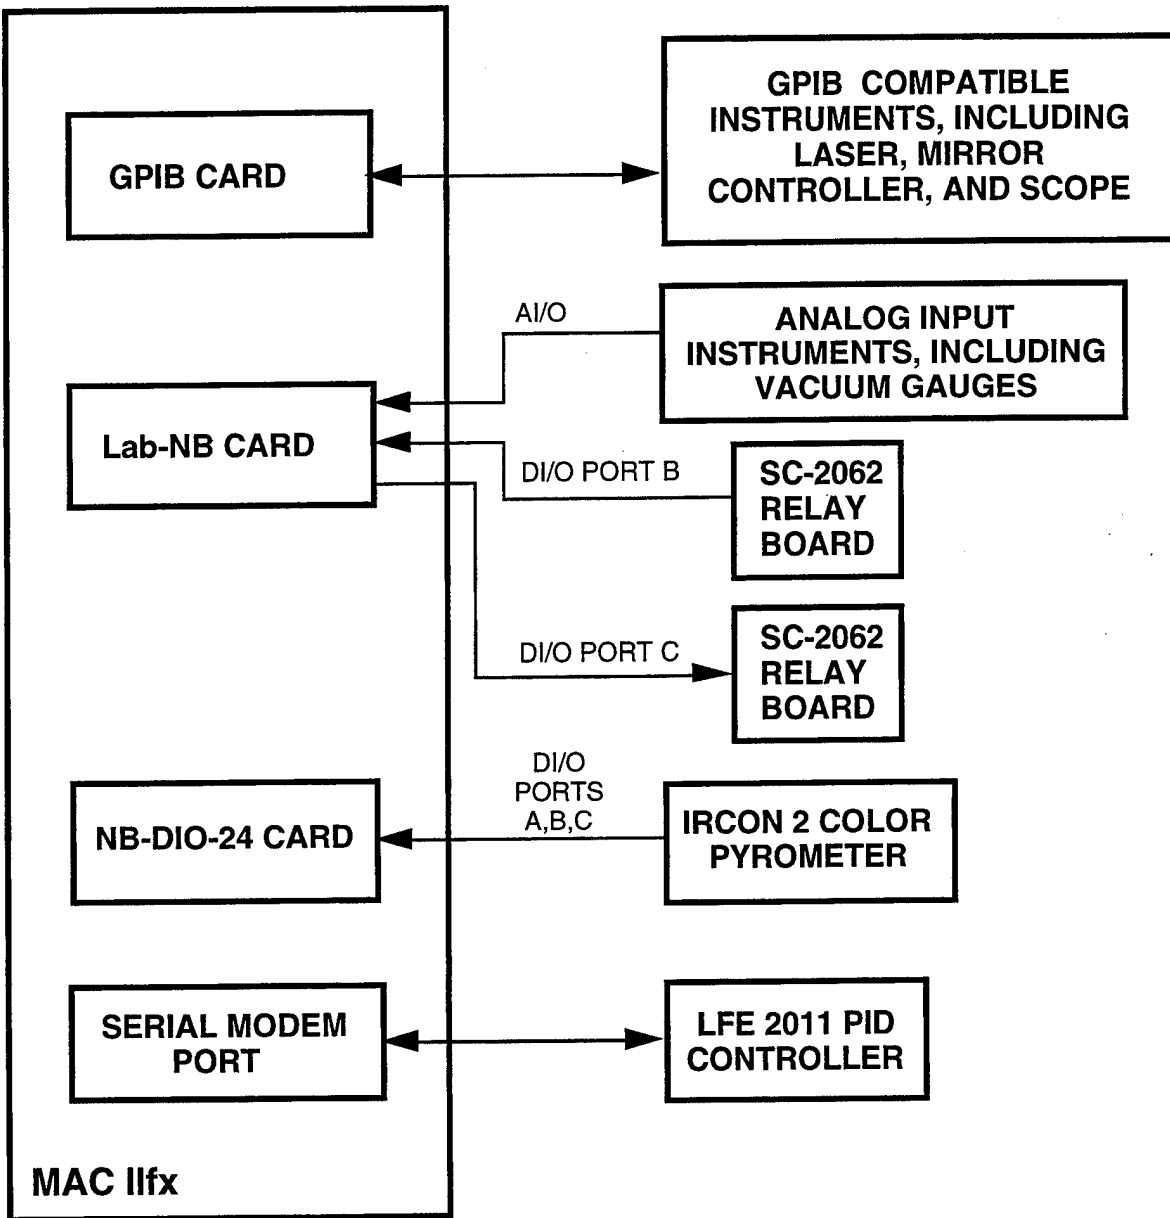 GPIB CARD
GPIB COMPATIBLE
INSTRUMENTS, INCLUDING
LASER, MIRROR
CONTROLLER, AND SCOPE
AI/O
ANALOG INPUT
INSTRUMENTS, INCLUDING
VACUUM GAUGES
Lab-NB CARD
DI/O PORT B
SC-2062
RELAY
BOARD
DI/O PORT C
SC-2062
RELAY
BOARD
DI/O
PORTS
A,B,C
NB-DIO-24 CARD
IRCON 2 COLOR
PYROMETER
SERIAL MODEM
PORT
LFE 2011 PID
CONTROLLER
MAC IIfx